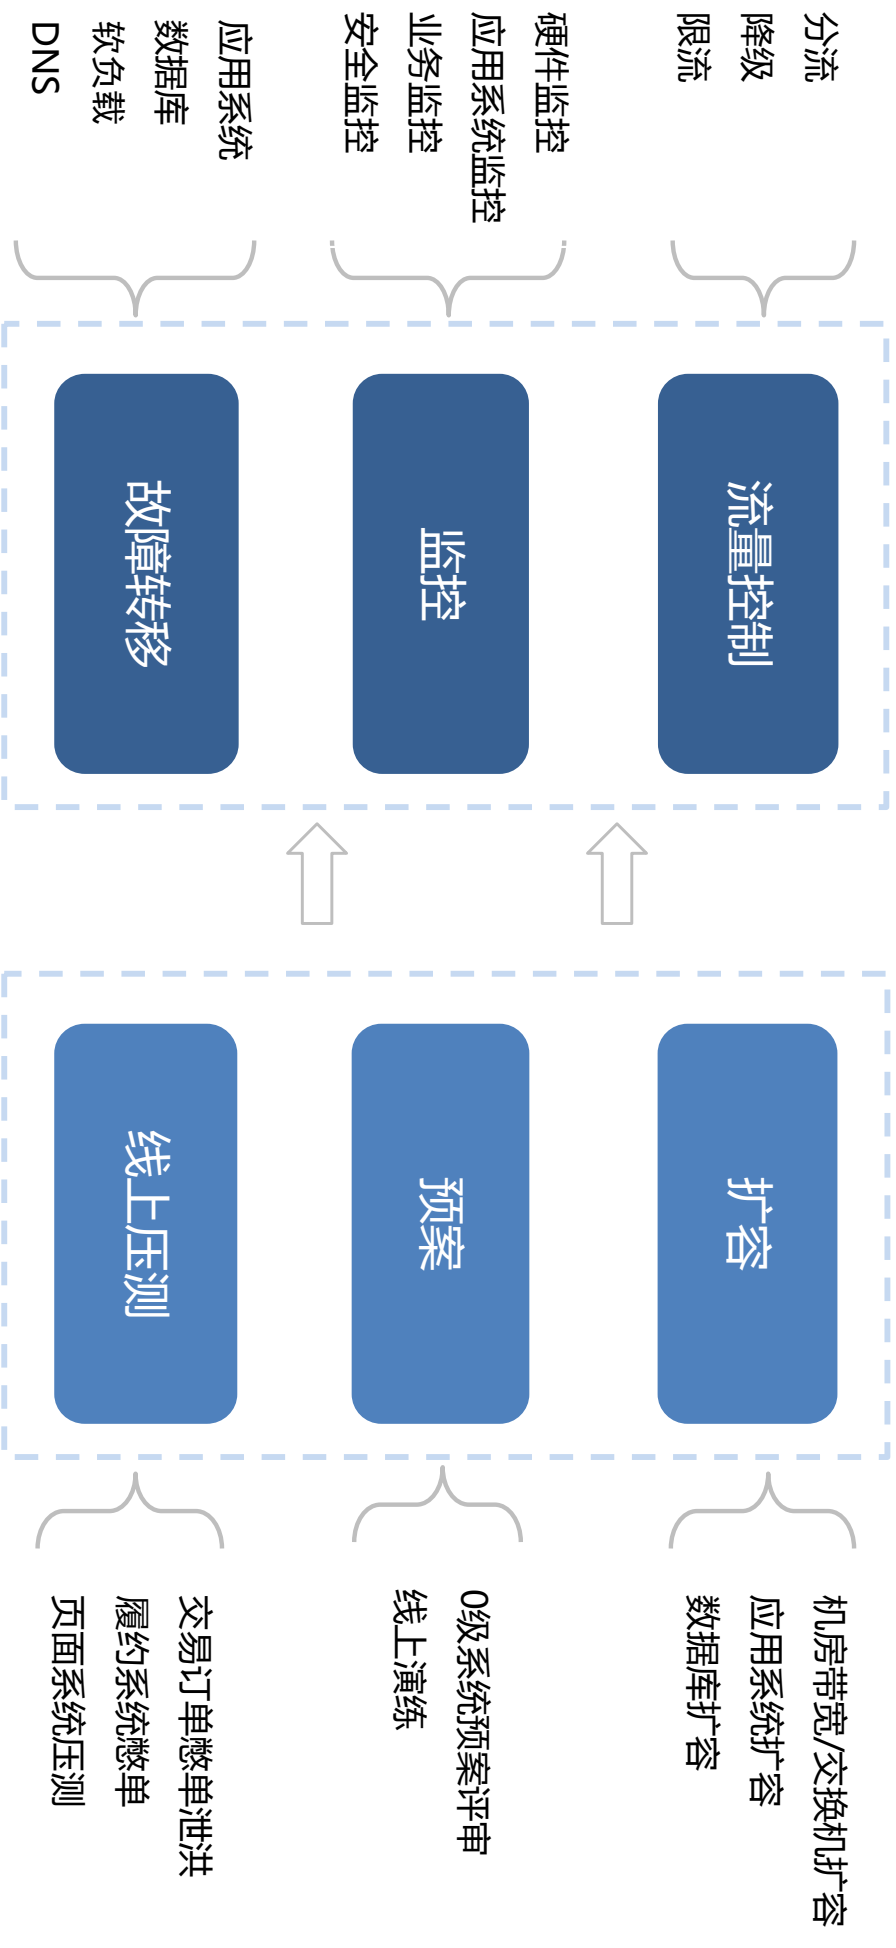 分流
降级
限流
流量控制
扩容
机房带宽/交换机扩容
应用系统扩容
数据库扩容
硬件监控
应用系统监控
业务监控
安全监控
监控
预案
0级系统预案评审
线上演练
应用系统
数据库
软负载
DNS
故障转移
线上压测
交易订单憋单泄洪
履约系统憋单
页面系统压测